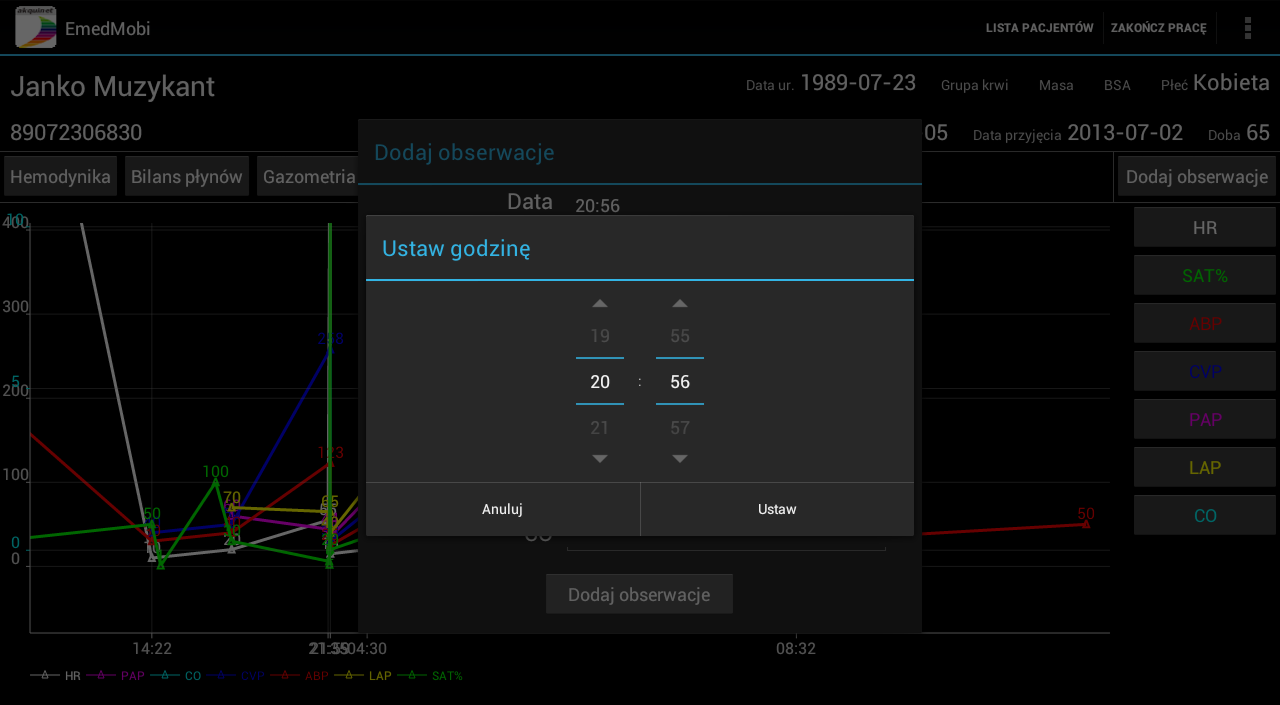 akquinet
EmedMobi
LISTA PACJENTÓW
ZAKOŃCZ PRACĘ
Janko Muzykant
Data ur. 1989-07-23
Grupa krwi
Masa
BSA
Płeć Kobieta
89072306830
05
Data przyjęcia 2013-07-02
Doba 65
Hemodynika
Bilans płynów
Gazometria
Dodaj obserwacje
Dodaj obserwacje
Data
20:56
Ustaw godzinę
19
55
20 : 56
21
57
Anuluj
Ustaw
Dodaj obserwacje
HR
SAT%
ABP
CVP
PAP
LAP
CO
10
400
300
5
200
100
0
0
50
100
70
123
65
50
14:22
04:30
08:32
HR
PAP
CO
CVP
ABP
LAP
SAT%